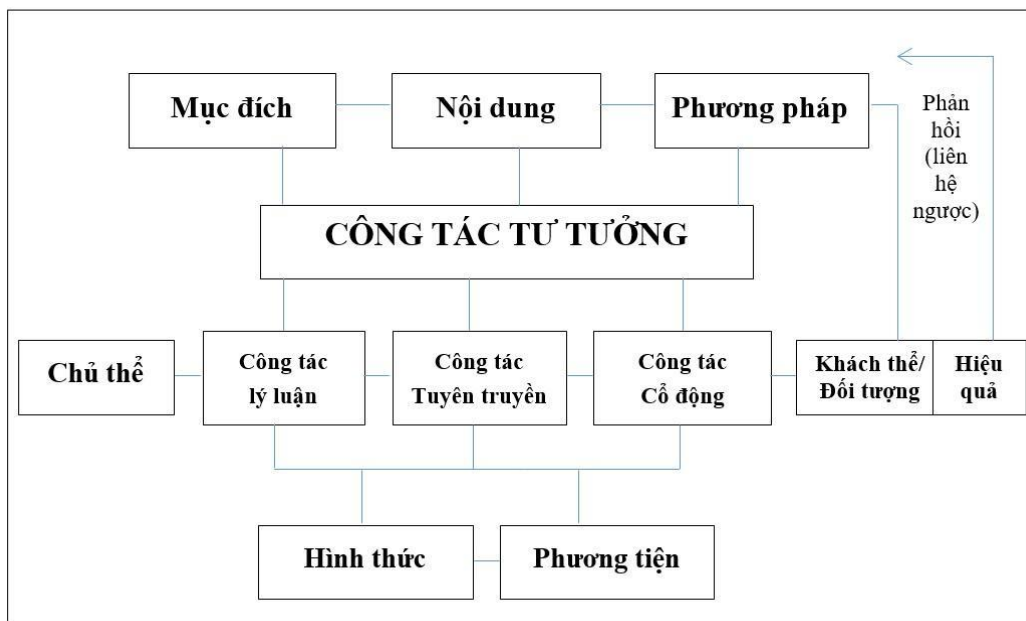 Mục đích
Nội dung
Phương pháp
Phản
hồi
(liên
hệ
ngược)
CÔNG TÁC TƯ TƯỞNG
Chủ thể
Công tác
lý luận
Công tác
Tuyên truyền
Công tác
Cổ động
Khách thể/
Đối tượng
Hiệu
quả
Hình thức
Phương tiện